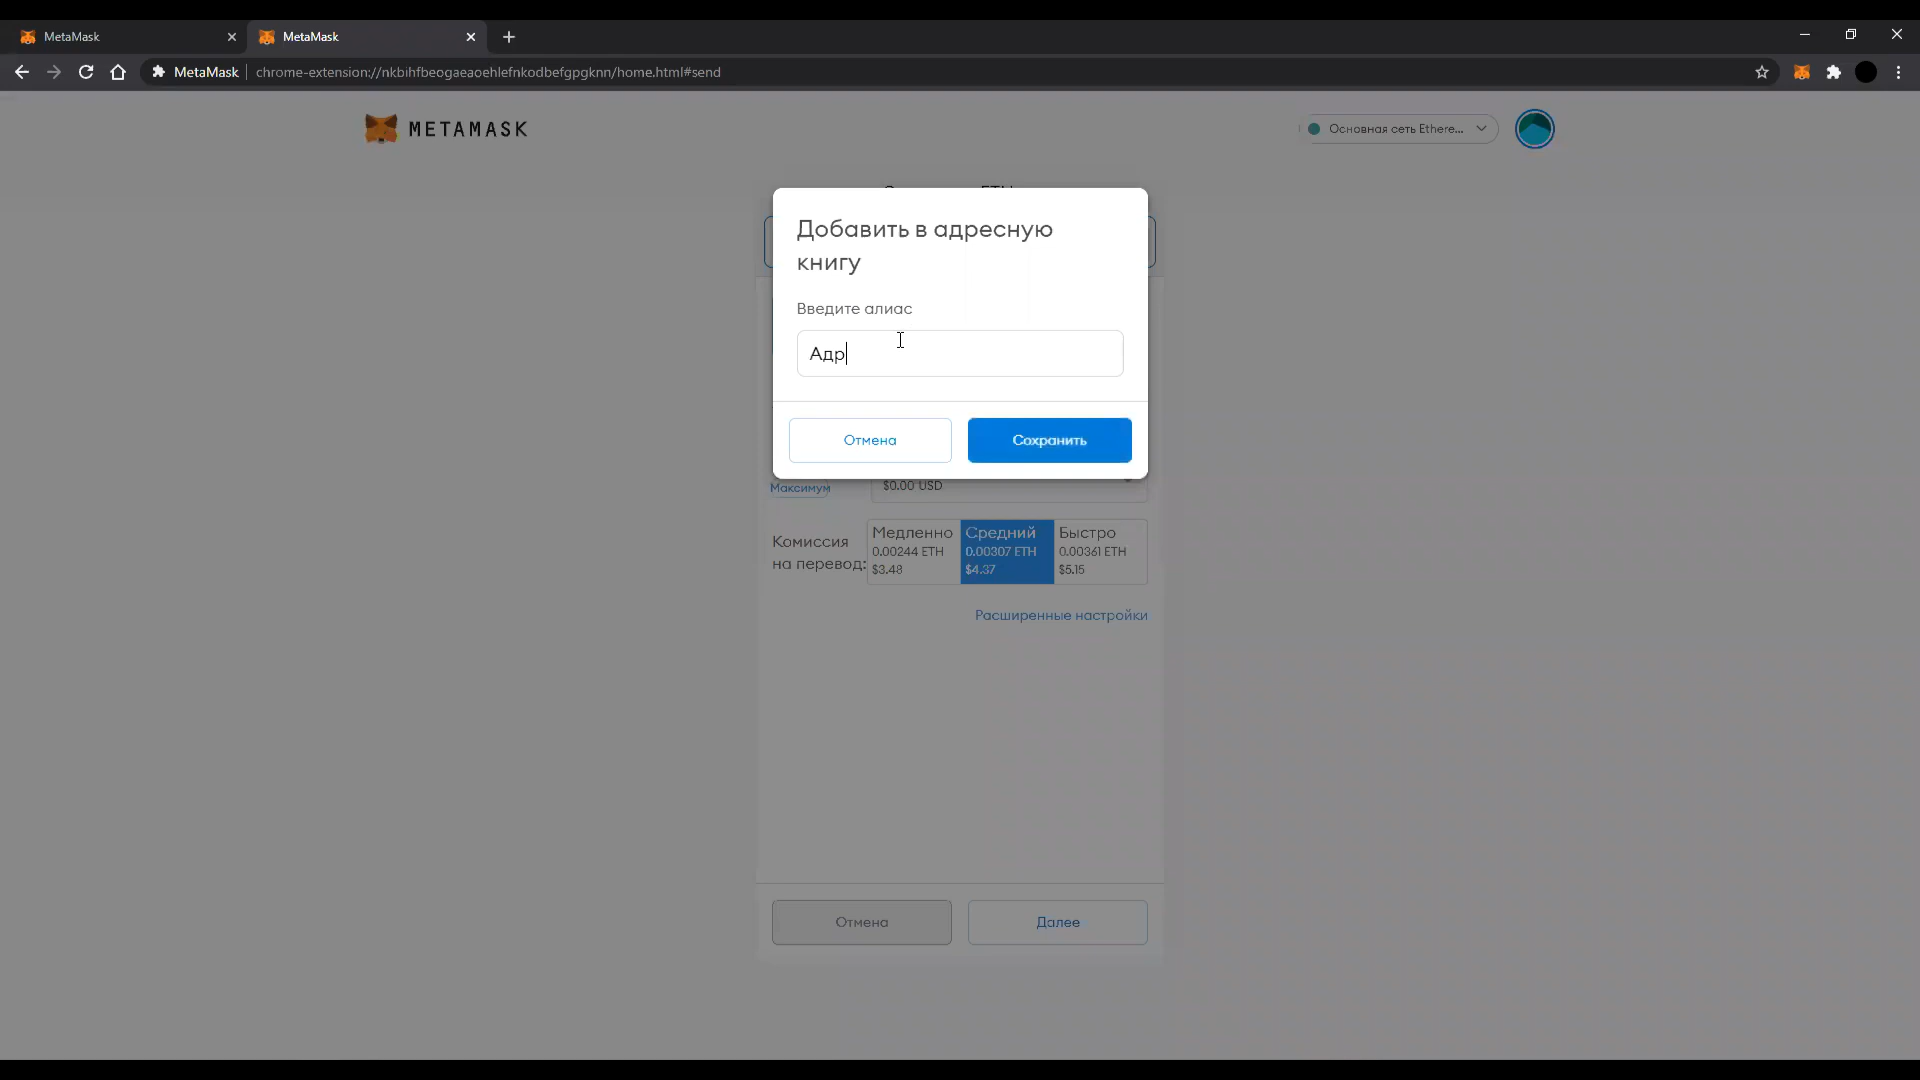 MetaMask
MetaMask
MetaMask
chrome-extension://nkbihfbeogaeaoehlefnkodbefgpgknn/home.html#send
METAMASK
Основная сеть Ethere...
Добавить в адресную
книгу
Введите алиас
Адр
Отмена
Сохранить
Максимум
$0.00 USD
Комиссия
на перевод:
Медленно
0.00244 ETH
$3.48
Средний
0.00307 ETH
$4.37
Быстро
0.00361 ETH
$5.15
Расширенные настройки
Отмена
Далее